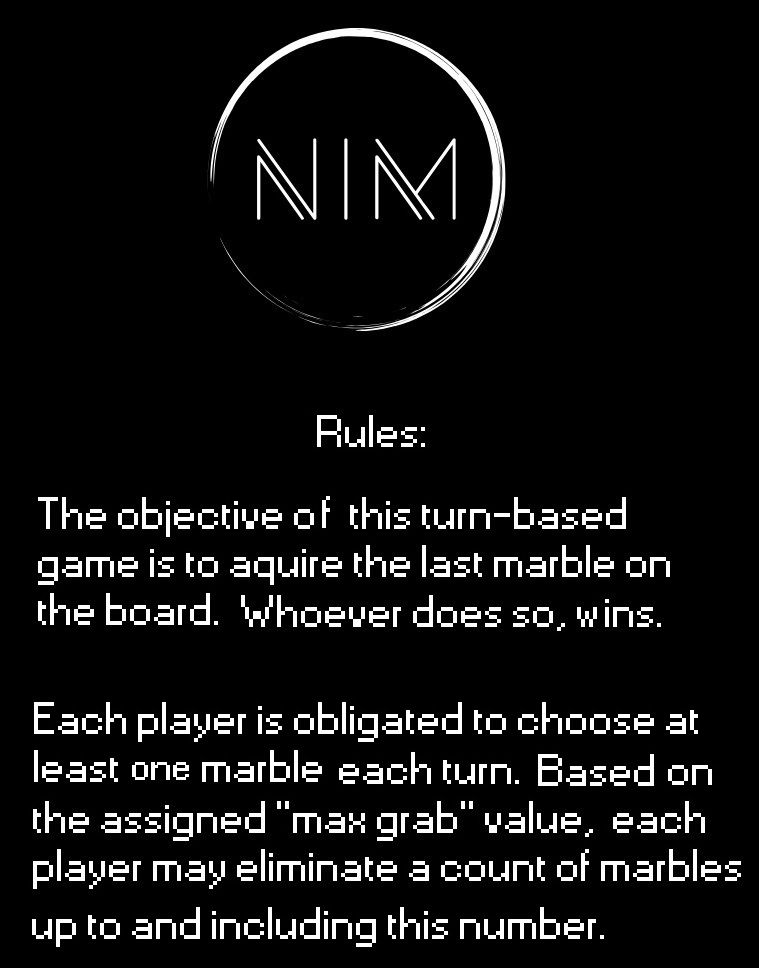 NIM
Rules:
The objective of this turn-based
game is to aquire the last marble on
the board. Whoever does so, wins.
Each player is obligated to choose at
least one marble each turn. Based on
the assigned "max grab" value, each
player may eliminate a count of marbles
up to and including this number.